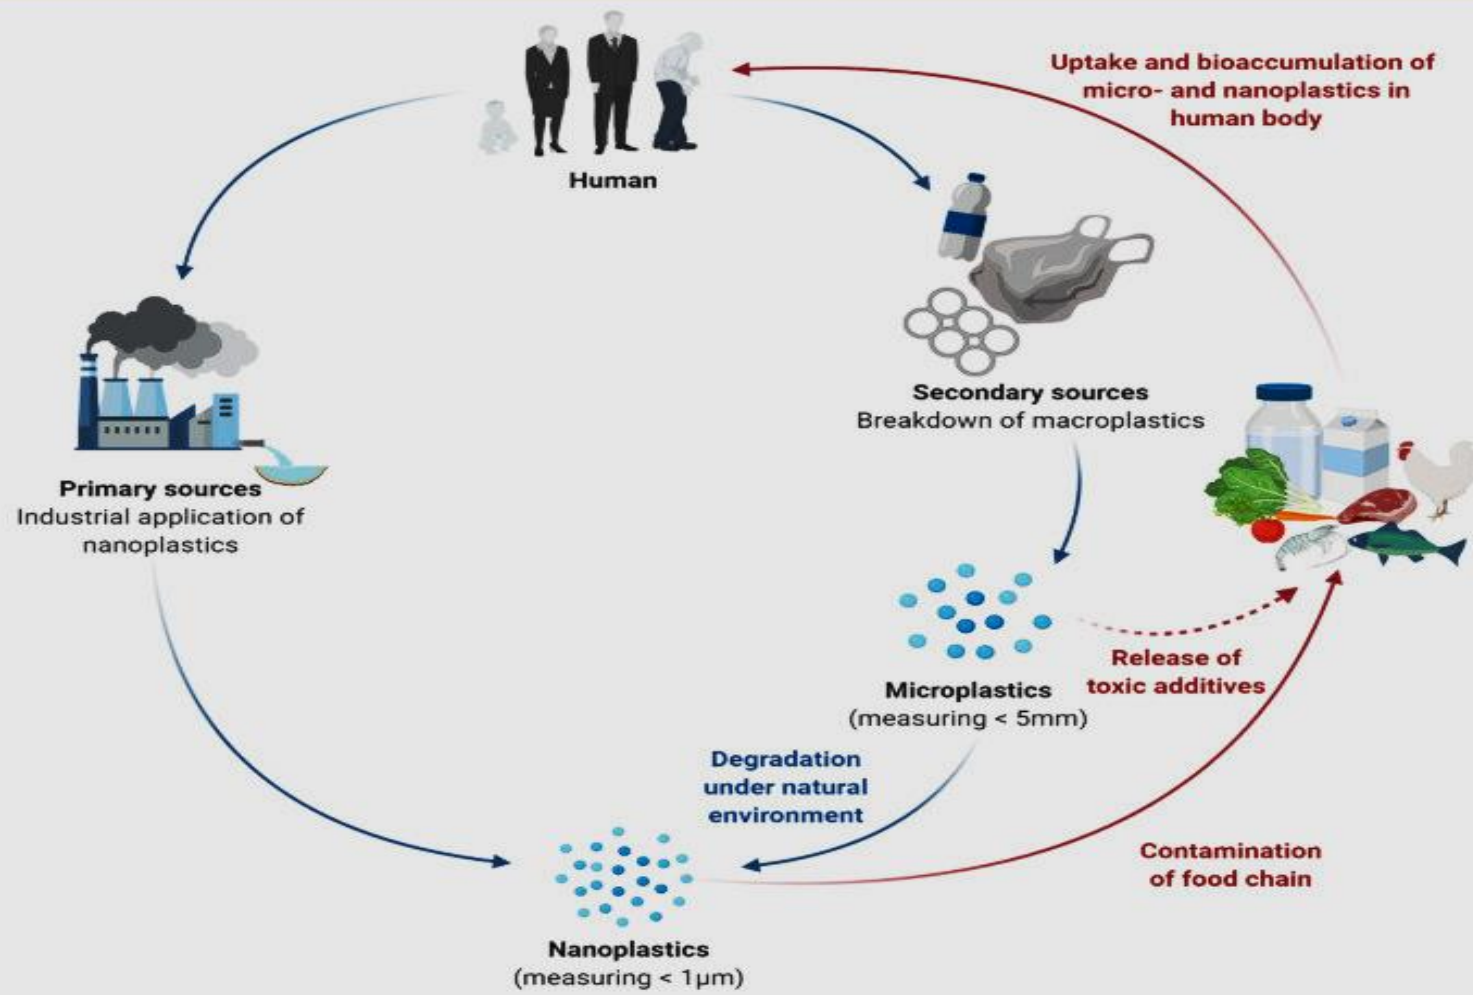 Uptake and bioaccumulation of
micro- and nanoplastics in
human body
Human
Secondary sources
Breakdown of macroplastics
Primary sources
Industrial application of
nanoplastics
Release of
toxic additives
Microplastics
(measuring < 5mm)
Degradation
under natural
environment
Contamination
of food chain
Nanoplastics
(measuring < 1μm)